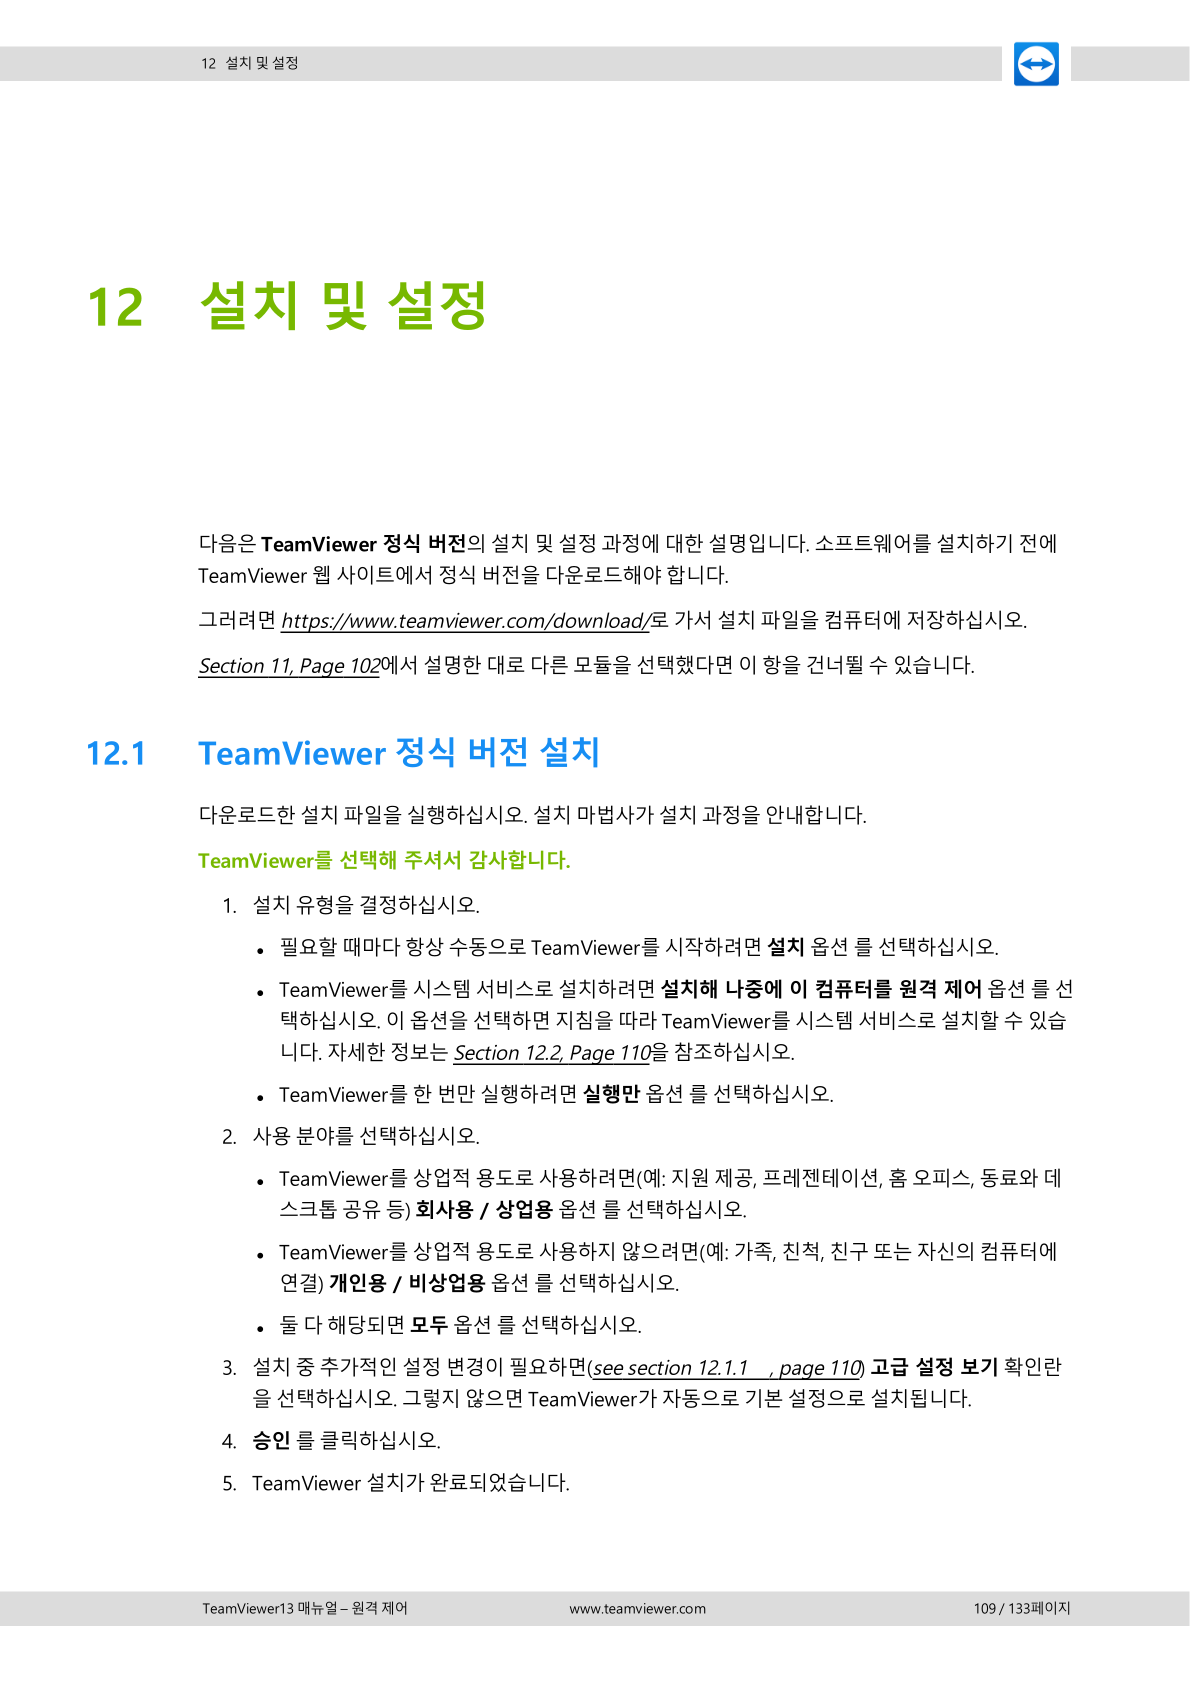 12 설치 및 설정
12 설치 및 설정
다음은 TeamViewer 정식 버전의 설치 및 설정 과정에 대한 설명입니다. 소프트웨어를 설치하기 전에
TeamViewer 웹 사이트에서 정식 버전을 다운로드해야 합니다.
그러려면 https://www.teamviewer.com/download/로 가서 설치 파일을 컴퓨터에 저장하십시오.
Section 11, Page 102에서 설명한 대로 다른 모듈을 선택했다면 이 항을 건너뛸 수 있습니다.
12.1 TeamViewer 정식 버전 설치
다운로드한 설치 파일을 실행하십시오. 설치 마법사가 설치 과정을 안내합니다.
TeamViewer를 선택해 주셔서 감사합니다.
1. 설치 유형을 결정하십시오.
• 필요할 때마다 항상 수동으로 TeamViewer를 시작하려면 설치 옵션 를 선택하십시오.
• TeamViewer를 시스템 서비스로 설치하려면 설치해 나중에 이 컴퓨터를 원격 제어 옵션 를 선
택하십시오. 이 옵션을 선택하면 지침을 따라 TeamViewer를 시스템 서비스로 설치할 수 있습
니다. 자세한 정보는 Section 12.2, Page 110을 참조하십시오.
• TeamViewer를 한 번만 실행하려면 실행만 옵션 를 선택하십시오.
2. 사용 분야를 선택하십시오.
• TeamViewer를 상업적 용도로 사용하려면(예: 지원 제공, 프레젠테이션, 홈 오피스, 동료와 데
스크톱 공유 등) 회사용 / 상업용 옵션 를 선택하십시오.
• TeamViewer를 상업적 용도로 사용하지 않으려면(예: 가족, 친척, 친구 또는 자신의 컴퓨터에
연결) 개인용 / 비상업용 옵션 를 선택하십시오.
• 둘 다 해당되면 모두 옵션 를 선택하십시오.
3. 설치 중 추가적인 설정 변경이 필요하면(see section 12.1.1 , page 110) 고급 설정 보기 확인란
을 선택하십시오. 그렇지 않으면 TeamViewer가 자동으로 기본 설정으로 설치됩니다.
4. 승인 를 클릭하십시오.
5. TeamViewer 설치가 완료되었습니다.
TeamViewer13 매뉴얼 – 원격 제어 www.teamviewer.com 109 / 133페이지